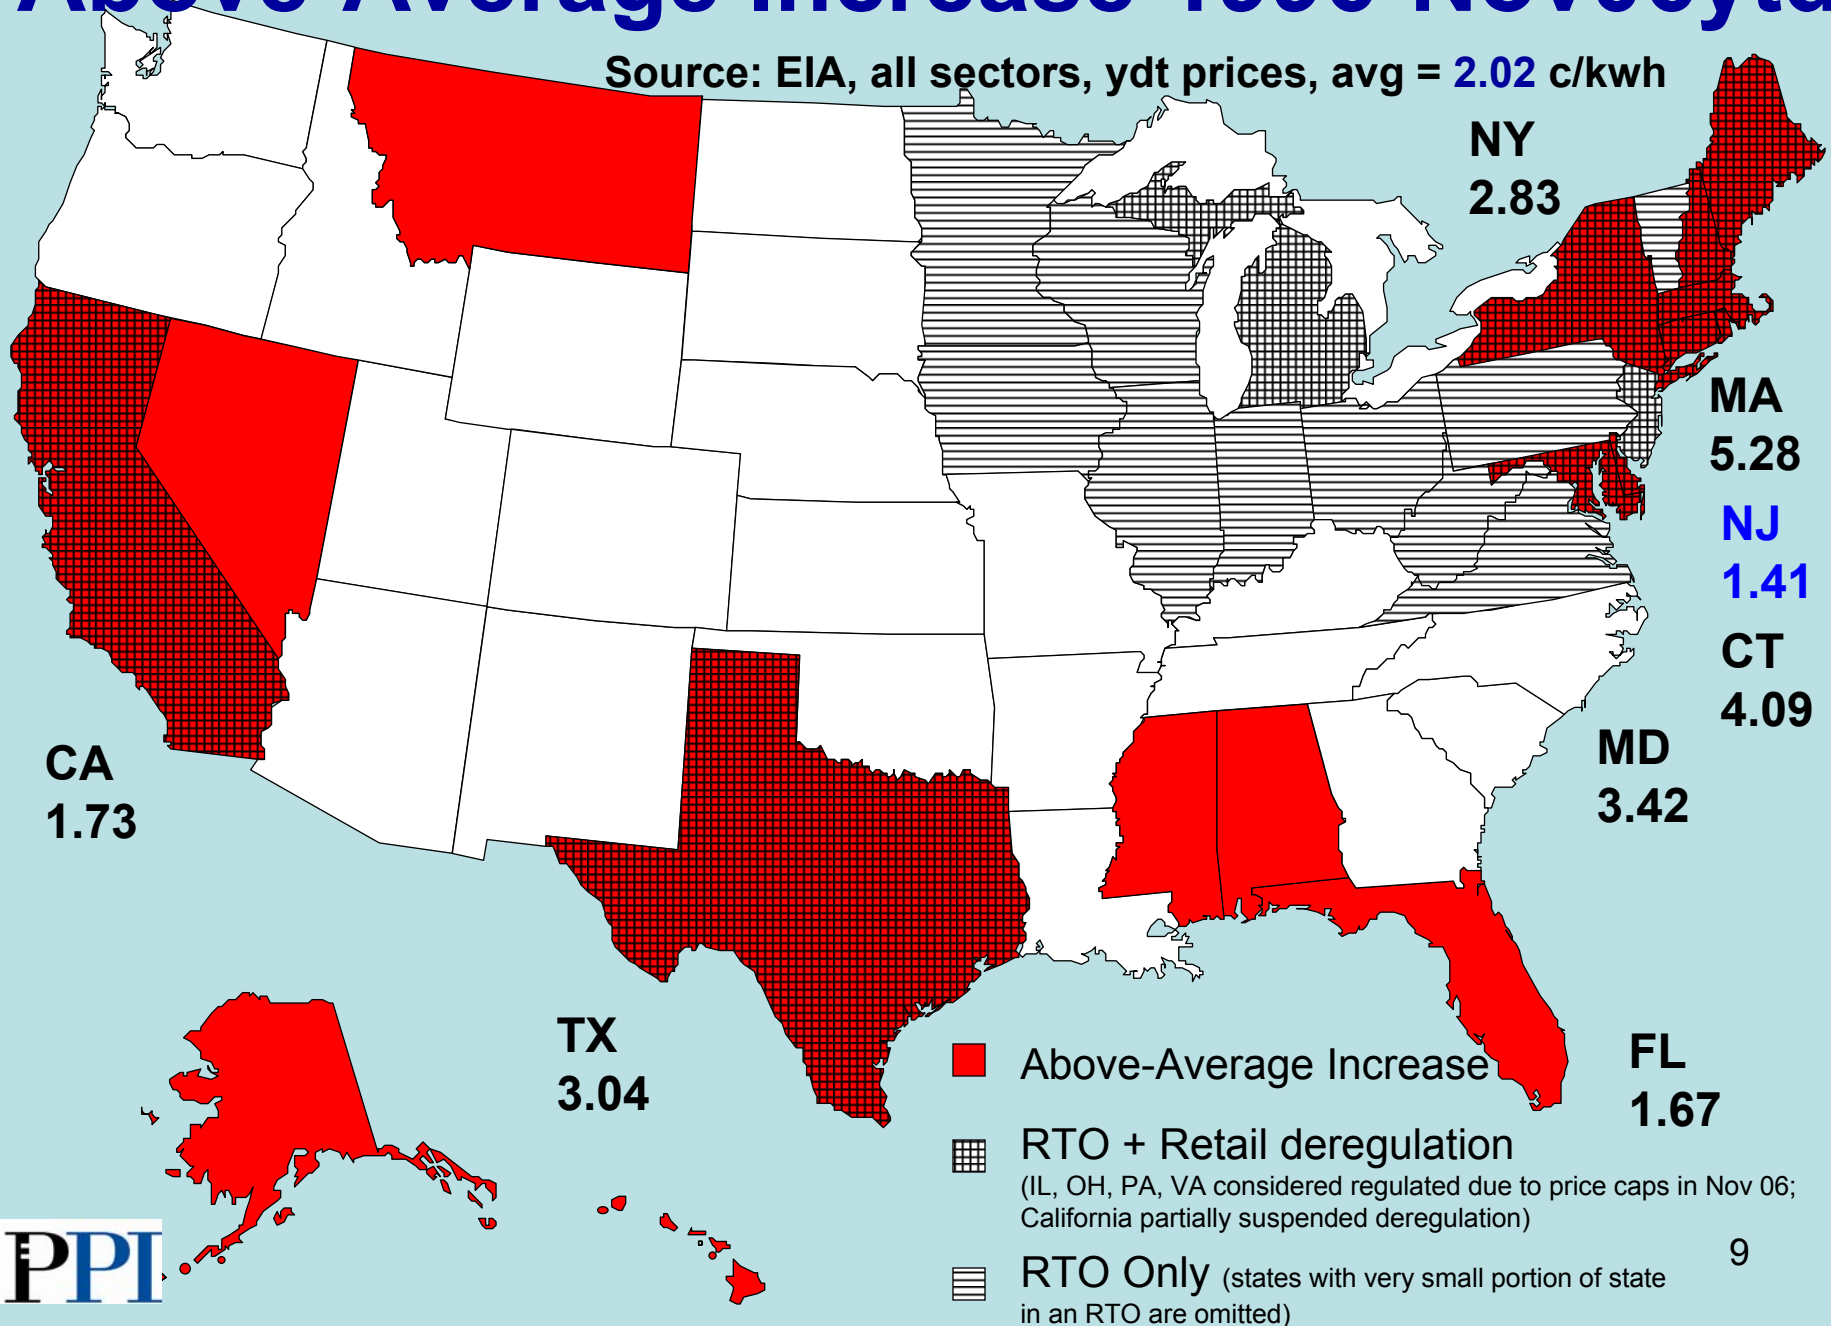 Above-Average Increase
Source: EIA, all sectors, ydt prices, avg = 2.02 c/kwh
NY
2.83
MA
5.28
NJ
1.41
CT
4.09
MD
3.42
CA
1.73
TX
3.04
FL
1.67
Above-Average Increase
RTO + Retail deregulation
(IL, OH, PA, VA considered regulated due to price caps in Nov 06;
California partially suspended deregulation)
RTO Only (states with very small portion of state
in an RTO are omitted)
9
PPI